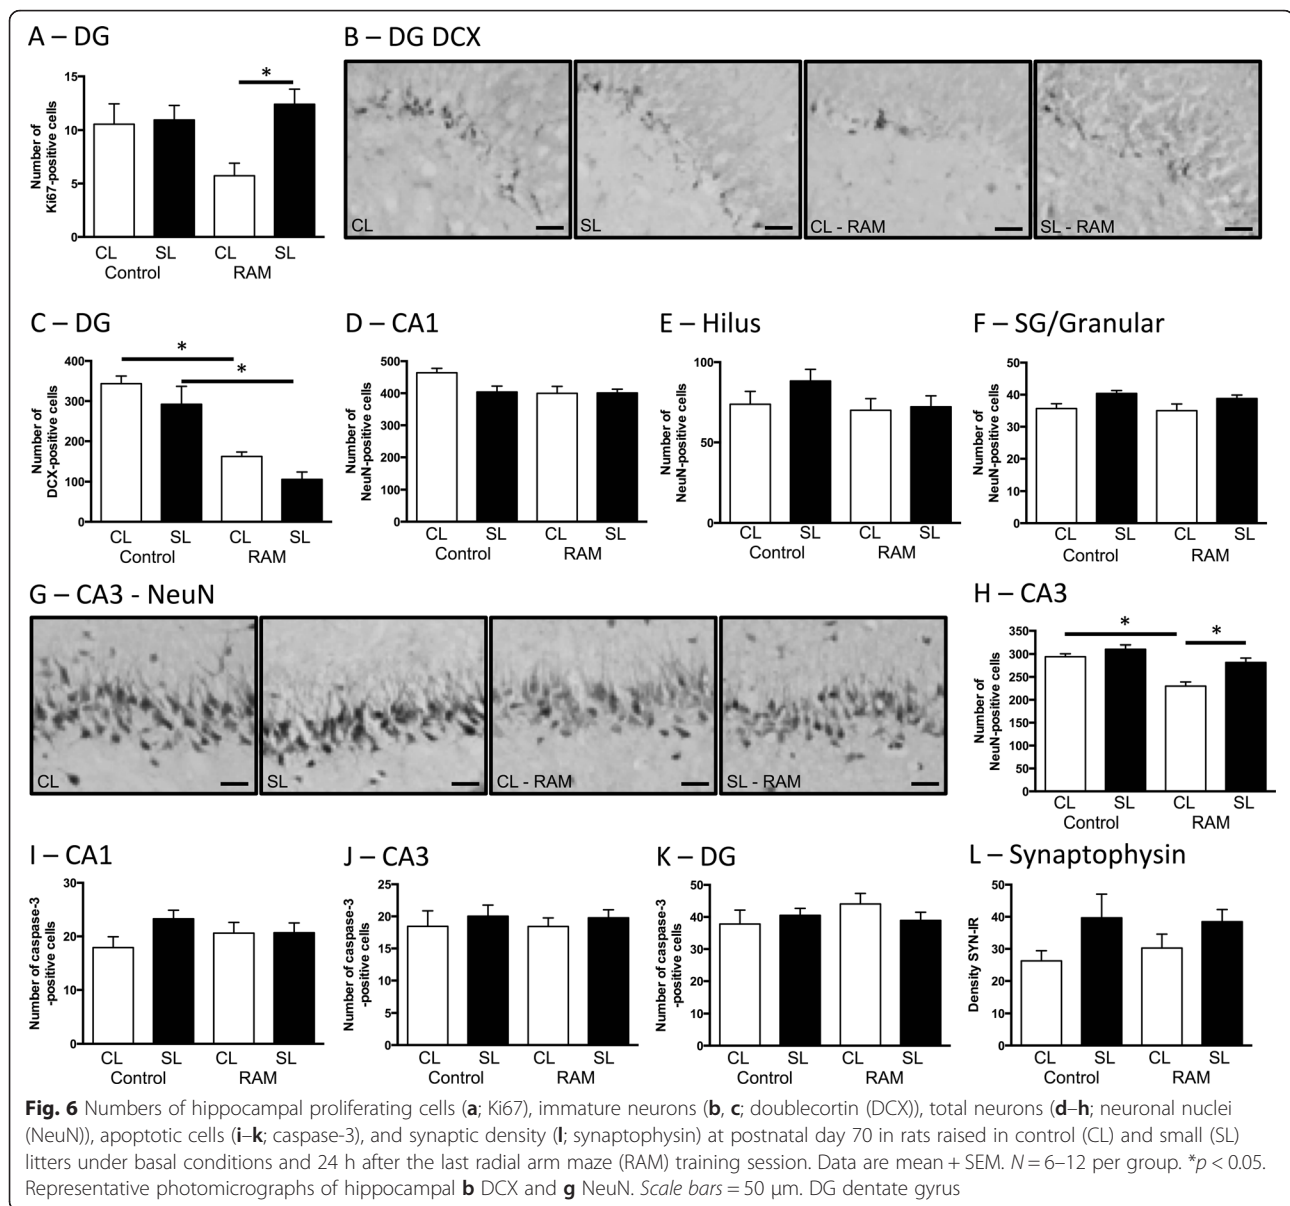 A – DG
B – DG DCX
Number of
Ki67-positive cells
15
10
5
0
*
CL SL CL SL
Control RAM
CL
SL
CL - RAM
SL - RAM
C – DG
D – CA1
E – Hilus
F – SG/Granular
Number of
DCX-positive cells
400
300
200
100
0
*
*
CL SL CL SL
Control RAM
Number of
NeuN-positive cells
500
400
300
200
100
0
CL SL CL SL
Control RAM
Number of
NeuN-positive cells
100
50
0
CL SL CL SL
Control RAM
Number of
NeuN-positive cells
50
40
30
20
10
0
CL SL CL SL
Control RAM
G – CA3 - NeuN
H – CA3
CL
SL
CL - RAM
SL - RAM
Number of
NeuN-positive cells
350
300
250
200
150
100
50
0
*
*
CL SL CL SL
Control RAM
I – CA1
J – CA3
K – DG
L – Synaptophysin
Number of caspase-3
-positive cells
30
20
10
0
CL SL CL SL
Control RAM
Number of caspase-3
-positive cells
25
20
15
10
5
0
CL SL CL SL
Control RAM
Number of caspase-3
-positive cells
50
40
30
20
10
0
CL SL CL SL
Control RAM
Density SYN-IR
50
40
30
20
10
0
CL SL CL SL
Control RAM
Fig. 6 Numbers of hippocampal proliferating cells (a; Ki67), immature neurons (b, c; doublecortin (DCX)), total neurons (d–h; neuronal nuclei
(NeuN)), apoptotic cells (i–k; caspase-3), and synaptic density (l; synaptophysin) at postnatal day 70 in rats raised in control (CL) and small (SL)
litters under basal conditions and 24 h after the last radial arm maze (RAM) training session. Data are mean + SEM. N = 6–12 per group. *p < 0.05.
Representative photomicrographs of hippocampal b DCX and g NeuN. Scale bars = 50 μm. DG dentate gyrus